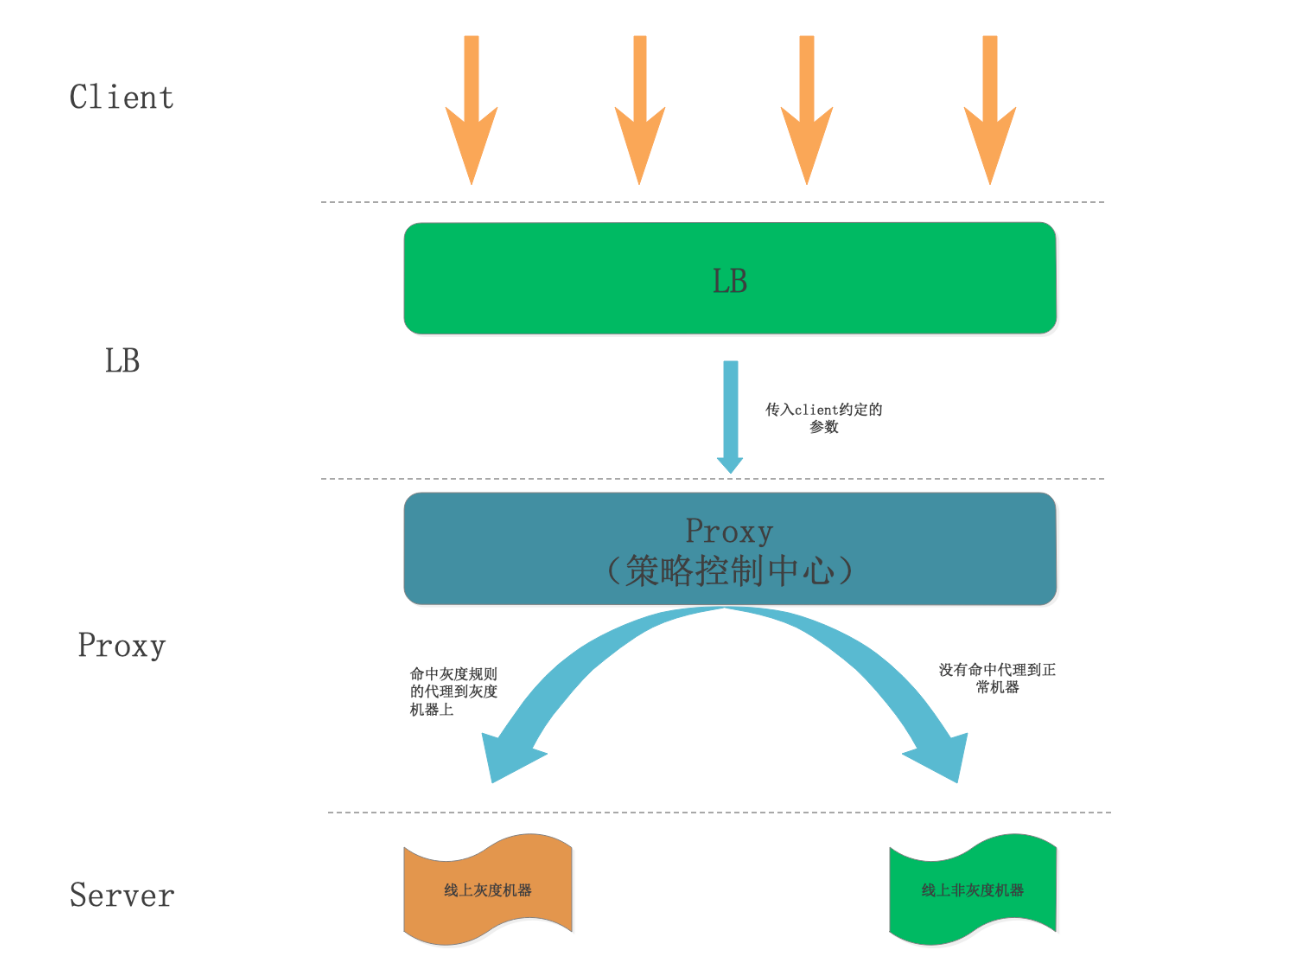 Client
LB
LB
传入client约定的
参数
Proxy
（策略控制中心）
Proxy
命中灰度规则
的代理到灰度
机器上
没有命中代理到正
常机器
Server
线上灰度机器
线上非灰度机器